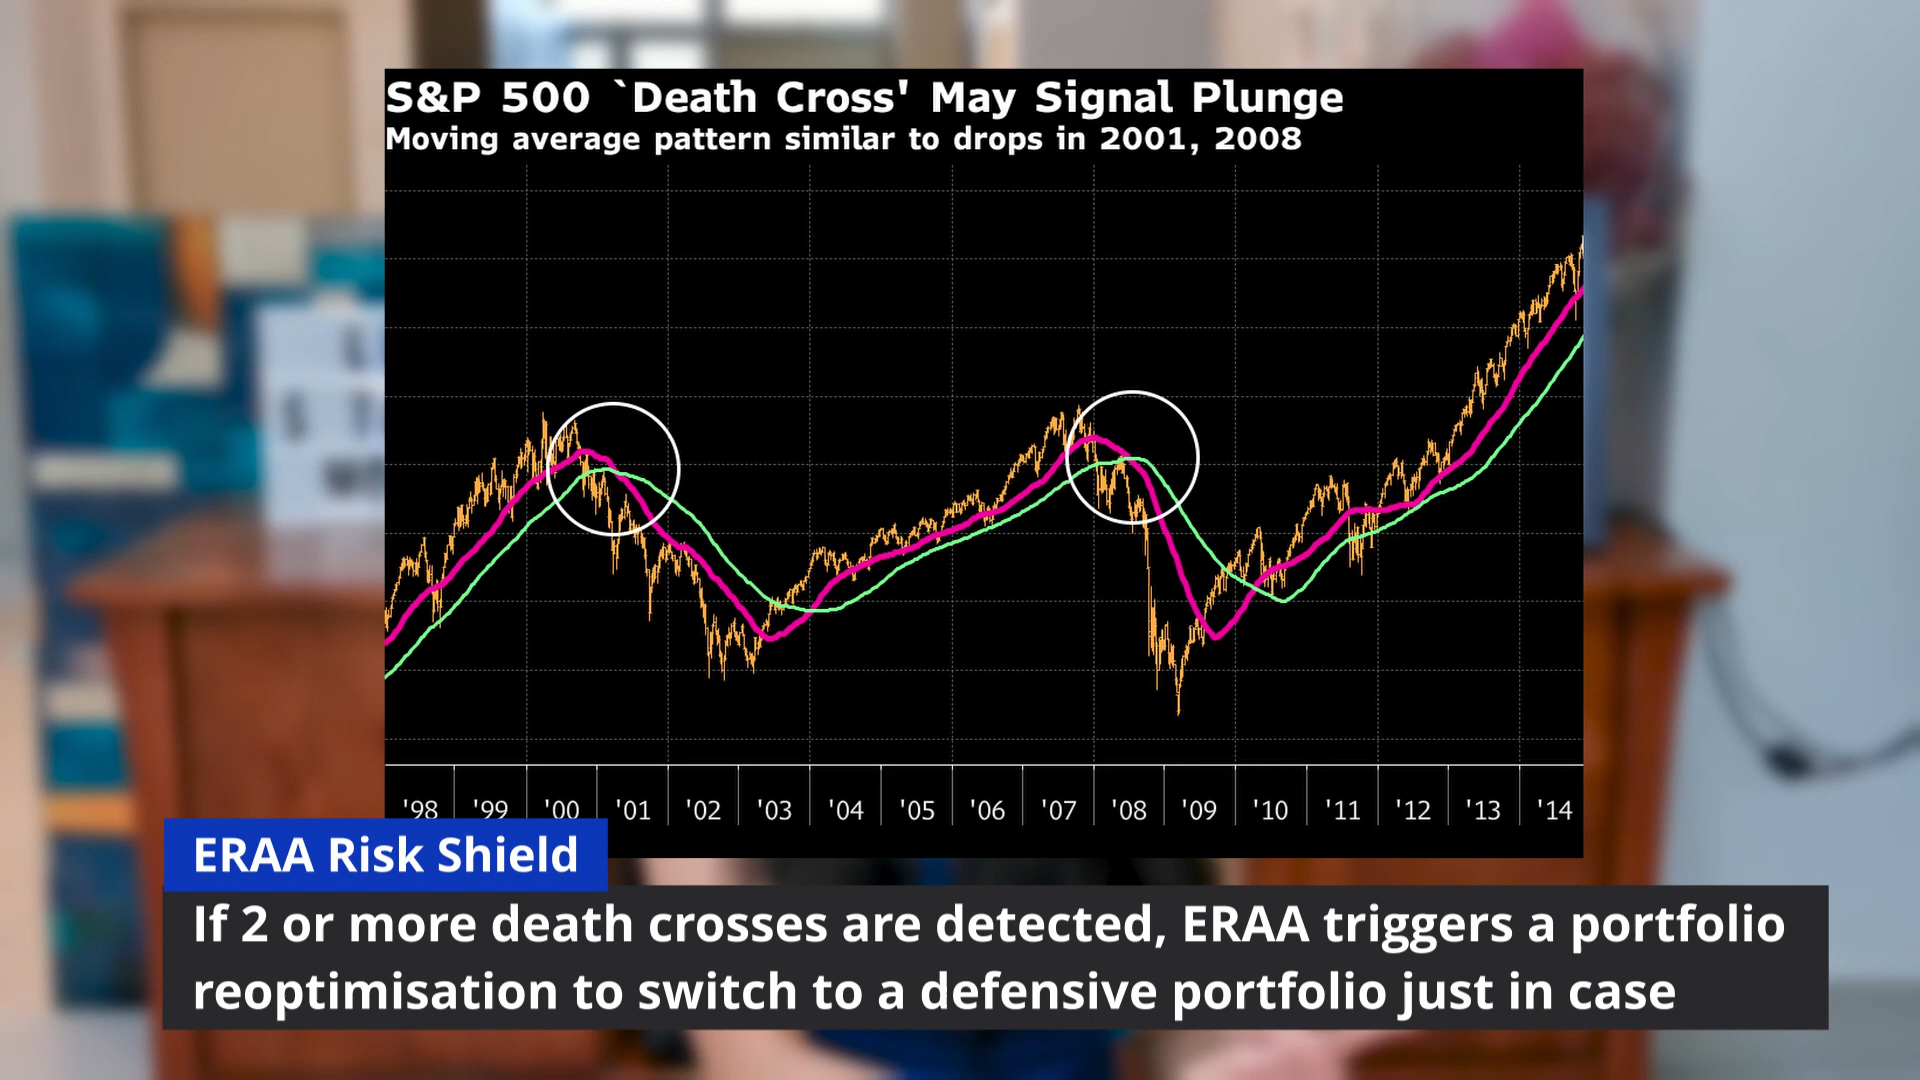 S&P 500 `Death Cross' May Signal Plunge
Moving average pattern similar to drops in 2001, 2008
'98 '99 '00 '01 '02 '03 '04 '05 '06 '07 '08 '09 '10 '11 '12 '13 '14
ERAA Risk Shield
If 2 or more death crosses are detected, ERAA triggers a portfolio
reoptimisation to switch to a defensive portfolio just in case